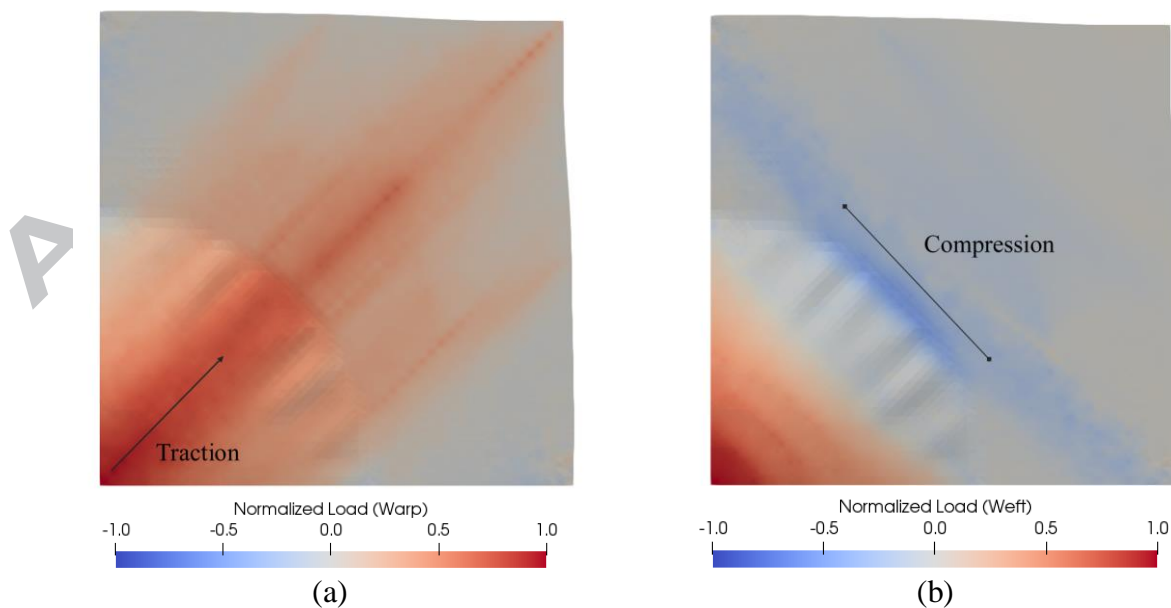 A
Traction
Compression
Normalized Load (Warp)
-1.0 -0.5 0.0 0.5 1.0
Normalized Load (Weft)
-1.0 -0.5 0.0 0.5 1.0
(a)
(b)